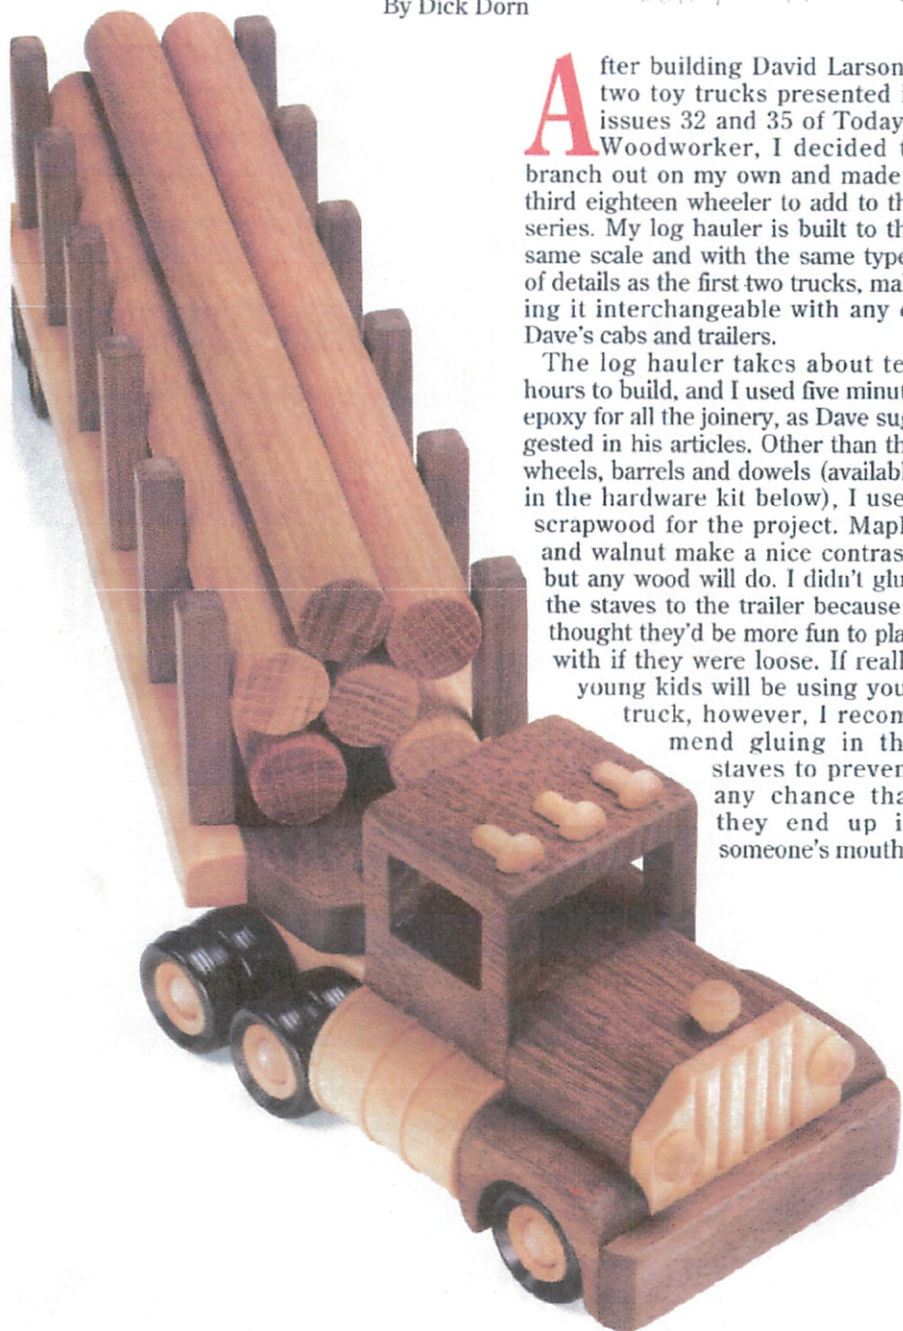 By Dick Dorn
After building David Larson
two toy trucks presented i
issues 32 and 35 of Today
Woodworker, I decided t
branch out on my own and made
third eighteen wheeler to add to th
series. My log hauler is built to th
same scale and with the same type
of details as the first two trucks, mak
ing it interchangeable with any o
Dave's cabs and trailers.
The log hauler takes about te
hours to build, and I used five minut
epoxy for all the joinery, as Dave sug
gested in his articles. Other than th
wheels, barrels and dowels (availabl
in the hardware kit below), I use
scrapwood for the project. Mapl
and walnut make a nice contras
but any wood will do. I didn't glu
the staves to the trailer because
thought they'd be more fun to pla
with if they were loose. If reall
young kids will be using you
truck, however, I recom
mend gluing in th
staves to preven
any chance tha
they end up i
someone's mouth